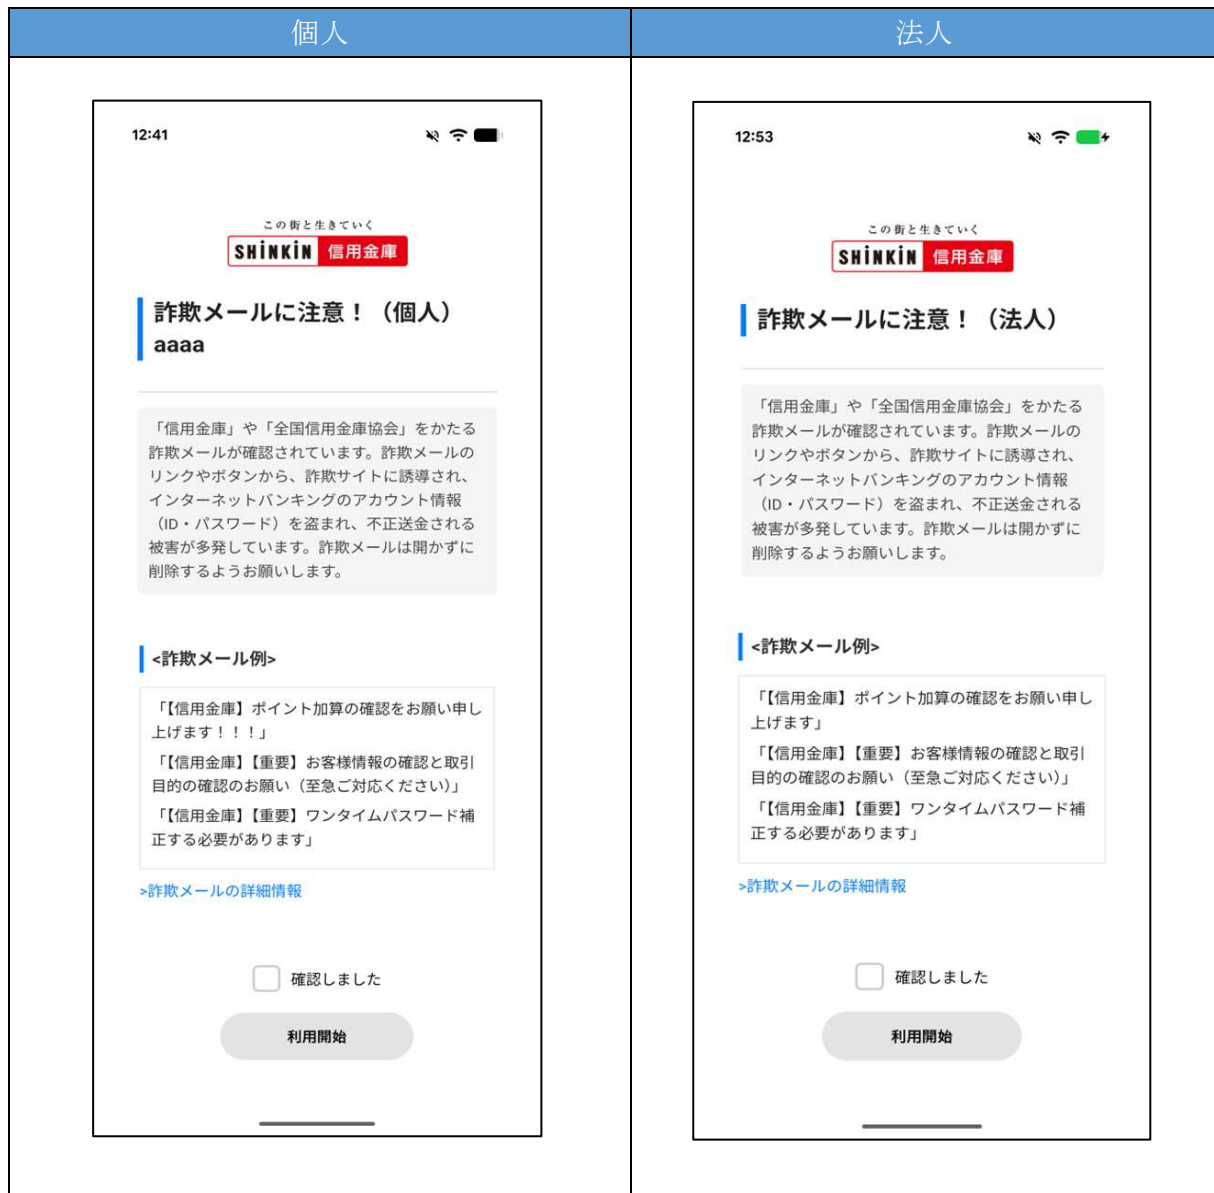 個人
法人
12:41
この街と生きていく
SHINKIN 信用金庫
詐欺メールに注意！（個人）
aaaa
「信用金庫」や「全国信用金庫協会」をかたる
詐欺メールが確認されています。詐欺メールの
リンクやボタンから、詐欺サイトに誘導され、
インターネットバンキングのアカウント情報
（ID・パスワード）を盗まれ、不正送金される
被害が多発しています。詐欺メールは開かずに
削除するようお願いします。
<詐欺メール例>
「【信用金庫】ポイント加算の確認をお願い申し
上げます！！！」
「【信用金庫】【重要】お客様情報の確認と取引
目的の確認のお願い（至急ご対応ください）」
「【信用金庫】【重要】ワンタイムパスワード補
正する必要があります」
>詐欺メールの詳細情報
確認しました
利用開始
12:53
この街と生きていく
SHINKIN 信用金庫
詐欺メールに注意！（法人）
「信用金庫」や「全国信用金庫協会」をかたる
詐欺メールが確認されています。詐欺メールの
リンクやボタンから、詐欺サイトに誘導され、
インターネットバンキングのアカウント情報
（ID・パスワード）を盗まれ、不正送金される
被害が多発しています。詐欺メールは開かずに
削除するようお願いします。
<詐欺メール例>
「【信用金庫】ポイント加算の確認をお願い申し
上げます」
「【信用金庫】【重要】お客様情報の確認と取引
目的の確認のお願い（至急ご対応ください）」
「【信用金庫】【重要】ワンタイムパスワード補
正する必要があります」
>詐欺メールの詳細情報
確認しました
利用開始